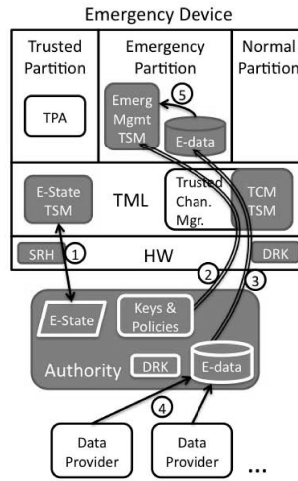 Emergency Device
Trusted
Partition
Emergency
Partition
Normal
Partition
TPA
Emerg
Mgmt
TSM
5
E-data
E-State
TSM
TML
Trusted
Chan.
Mgr.
TCM
TSM
SRH
1
HW
DRK
2
3
E-State
Keys &
Policies
Authority
DRK
E-data
4
Data
Provider
Data
Provider
...